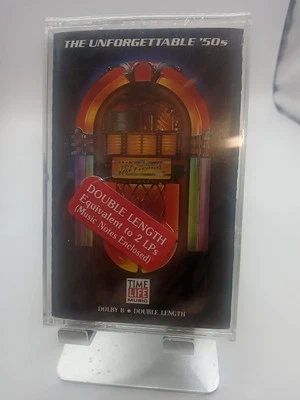 THE UNFORGETTABLE '50s
DOUBLE LENGTH
Equivalent to 2 LPs
(Music Notes Enclosed)
TIME
LIFE
MUSIC
DOLBY B • DOUBLE LENGTH